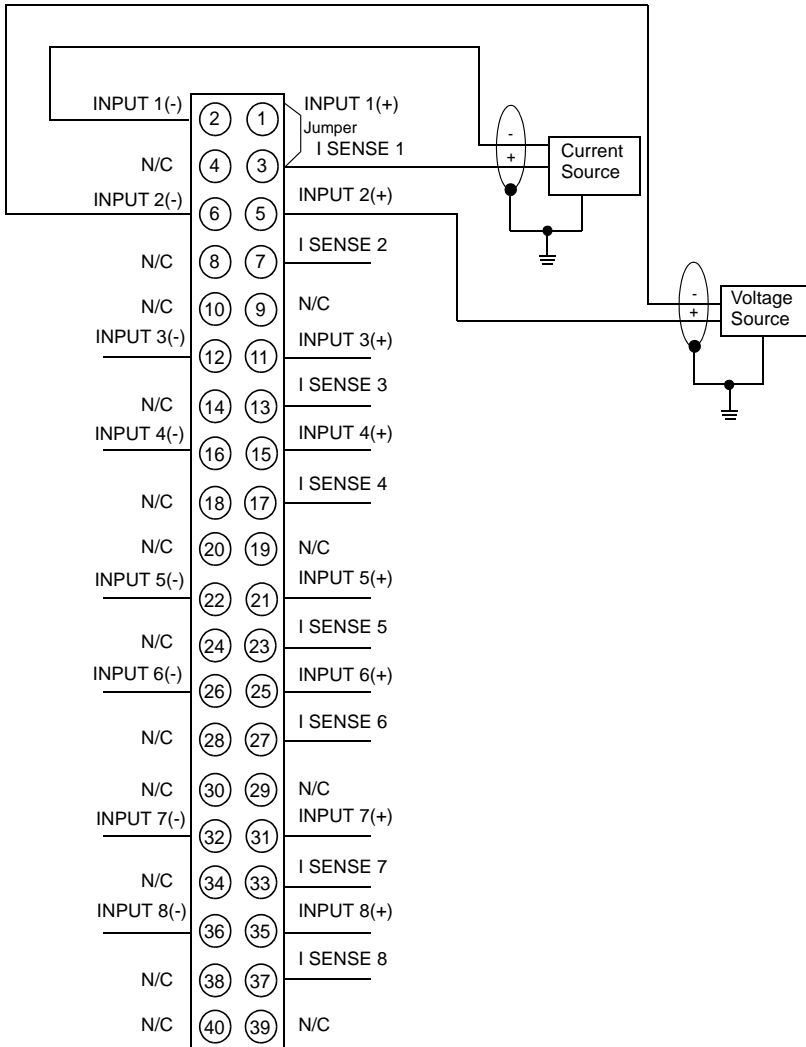 INPUT 1(-) 2 1 INPUT 1(+)
Jumper
N/C 4 3 I SENSE 1
INPUT 2(-) 6 5 INPUT 2(+)
N/C 8 7 I SENSE 2
N/C 10 9 N/C
INPUT 3(-) 12 11 INPUT 3(+)
N/C 14 13 I SENSE 3
INPUT 4(-) 16 15 INPUT 4(+)
N/C 18 17 I SENSE 4
N/C 20 19 N/C
INPUT 5(-) 22 21 INPUT 5(+)
N/C 24 23 I SENSE 5
INPUT 6(-) 26 25 INPUT 6(+)
N/C 28 27 I SENSE 6
N/C 30 29 N/C
INPUT 7(-) 32 31 INPUT 7(+)
N/C 34 33 I SENSE 7
INPUT 8(-) 36 35 INPUT 8(+)
N/C 38 37 I SENSE 8
N/C 40 39 N/C
-
+
Current
Source
-
+
Voltage
Source